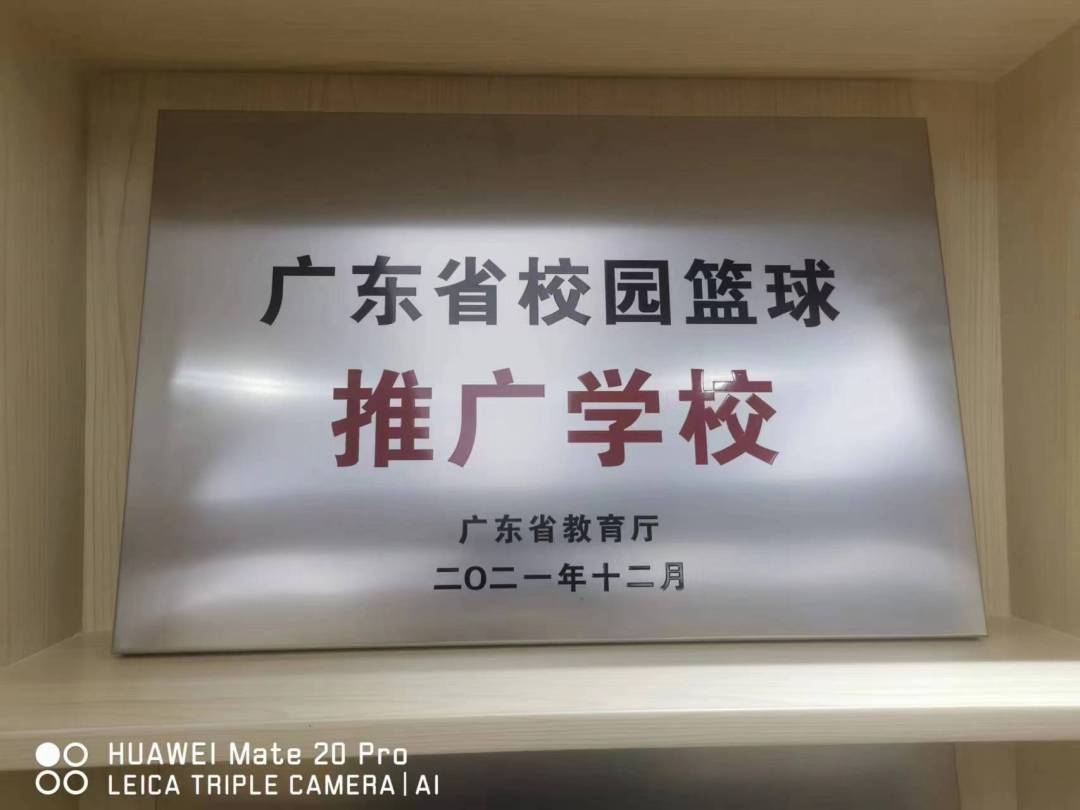 广东省校园篮球
推广学校
广东省教育厅
二〇二一年十二月
HUAWEI Mate 20 Pro
LEICA TRIPLE CAMERA|AI